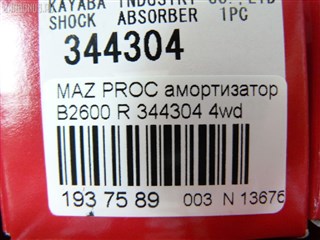 KAYABA INDUSTRY CO.,LTD
SHOCK ABSORBER 1PC
344304
MAZ PROC амортизатор
B2600 R 344304 4wd
193 75 89 003 N 13676